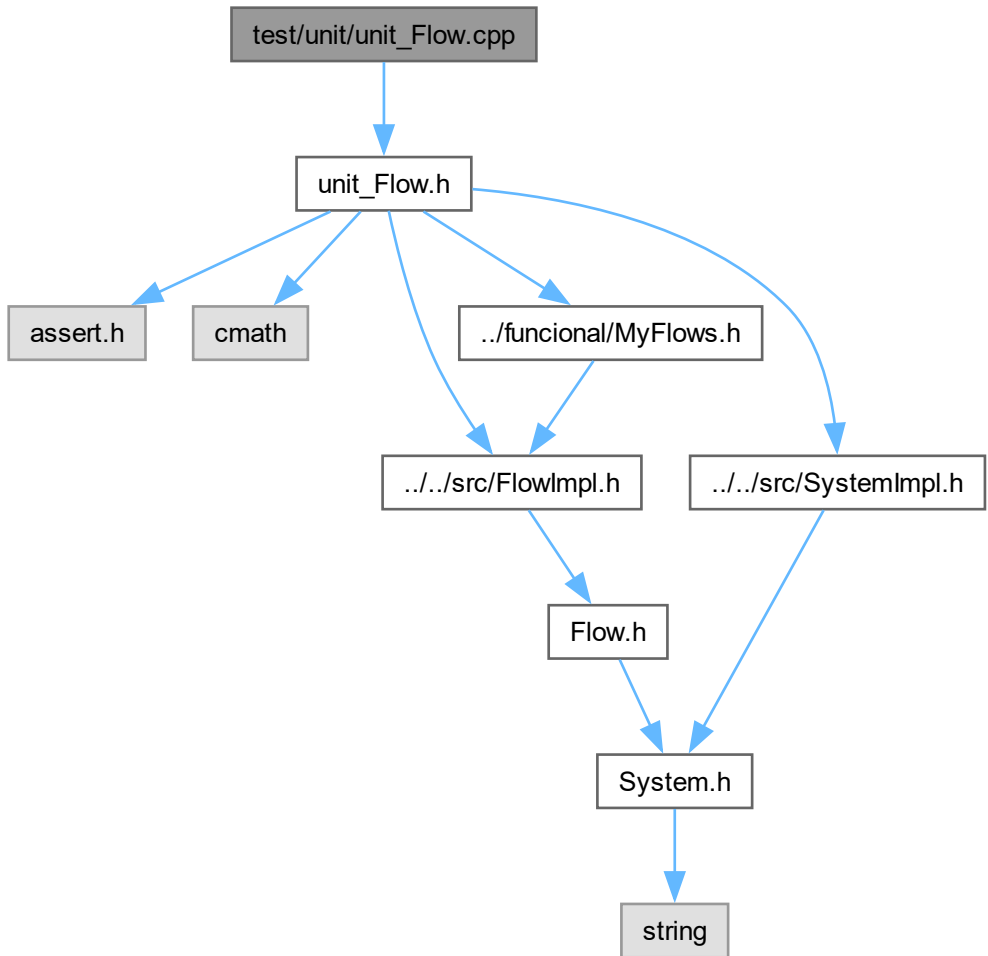 test/unit/unit_Flow.cpp
unit_Flow.h
assert.h
cmath
../funcional/MyFlows.h
../../src/FlowImpl.h
../../src/SystemImpl.h
Flow.h
System.h
string